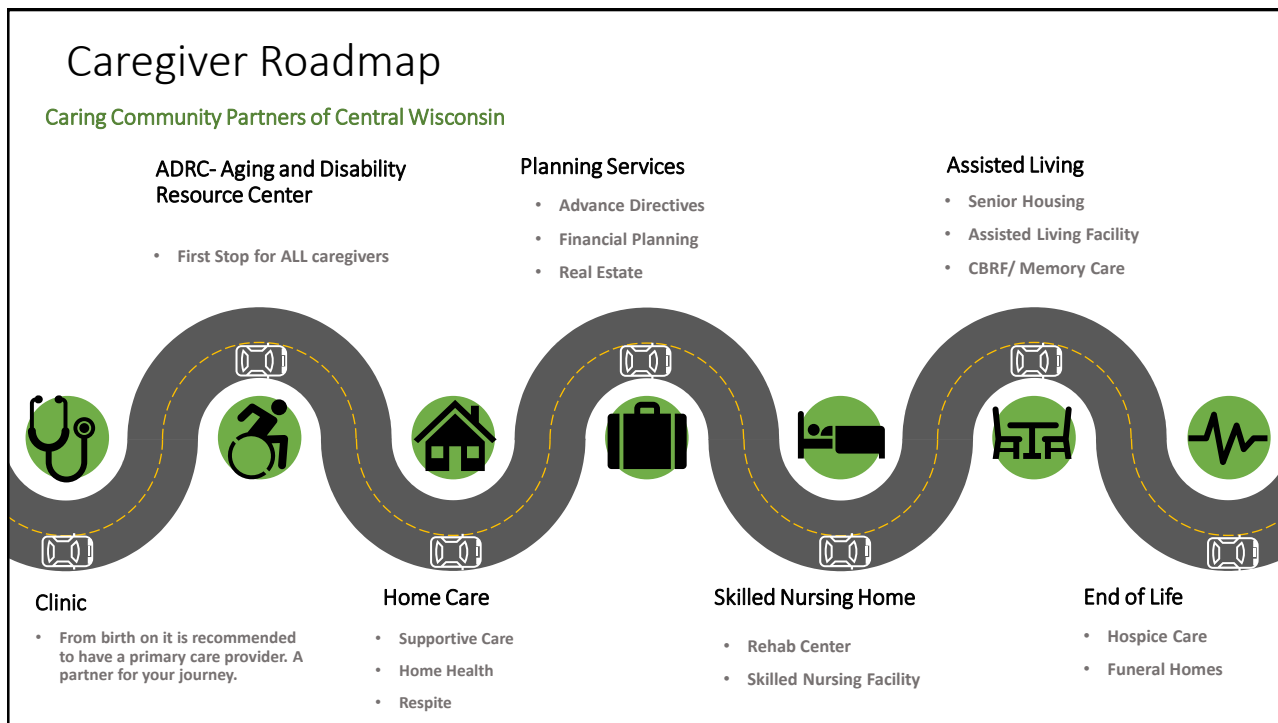 Caregiver Roadmap
Caring Community Partners of Central Wisconsin
ADRC- Aging and Disability
Resource Center
• First Stop for ALL caregivers
Planning Services
• Advance Directives
• Financial Planning
• Real Estate
Assisted Living
• Senior Housing
• Assisted Living Facility
• CBRF/ Memory Care
Clinic
• From birth on it is recommended
to have a primary care provider. A
partner for your journey.
Home Care
• Supportive Care
• Home Health
• Respite
Skilled Nursing Home
• Rehab Center
• Skilled Nursing Facility
End of Life
• Hospice Care
• Funeral Homes